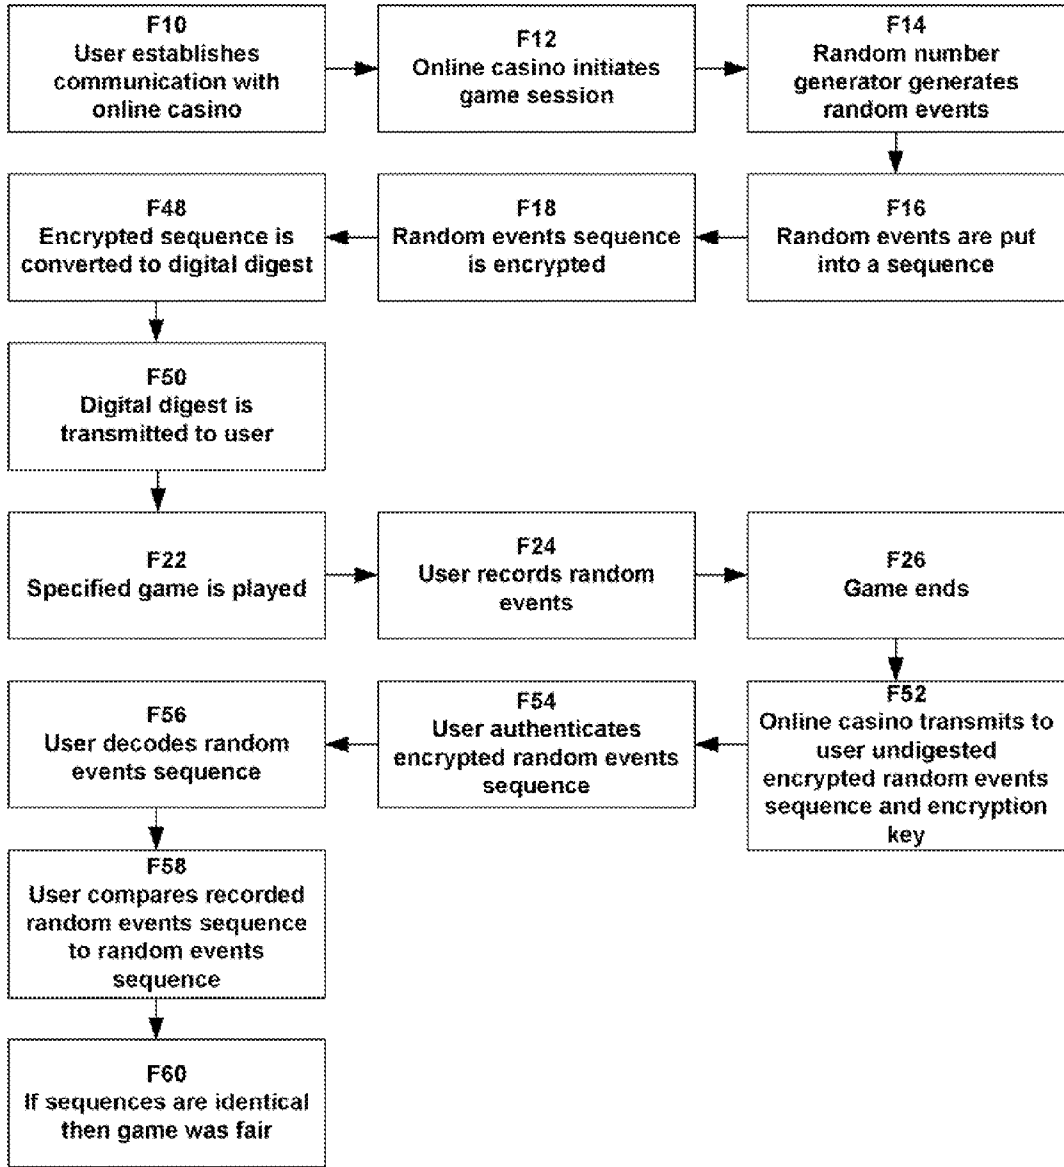 F10
User establishes
communication with
online casino
F12
Online casino initiates
game session
F14
Random number
generator generates
random events
F16
Random events are put
into a sequence
F18
Random events sequence
is encrypted
F48
Encrypted sequence is
converted to digital digest
F50
Digital digest is
transmitted to user
F22
Specified game is played
F24
User records random
events
F26
Game ends
F52
Online casino transmits to
user undigested
encrypted random events
sequence and encryption
key
F54
User authenticates
encrypted random events
sequence
F56
User decodes random
events sequence
F58
User compares recorded
random events sequence
to random events
sequence
F60
If sequences are identical
then game was fair